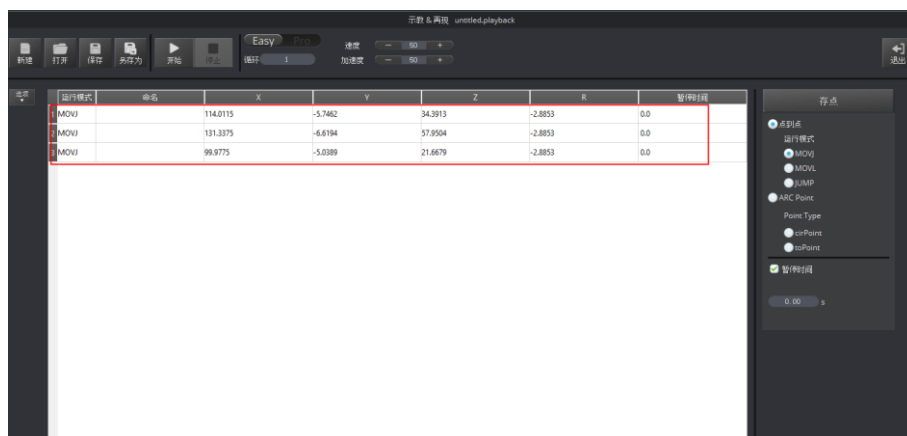 示教 & 再现 untitled.playback
新建 打开 保存 另存为 开始 停止 Easy Pro 速度 — 50 + 退出
循环 1 加速度 — 50 +
选项 运行模式 命名 X Y Z R 暂停时间 存点
1 MOVJ 114.0115 -5.7462 34.3913 -2.8853 0.0
2 MOVJ 131.3375 -6.6194 57.9504 -2.8853 0.0
3 MOVJ 99.9775 -5.0389 21.6679 -2.8853 0.0
点到点
运行模式
MOVJ
MOVL
JUMP
ARC Point
Point Type
cirPoint
toPoint
暂停时间
0.00 s